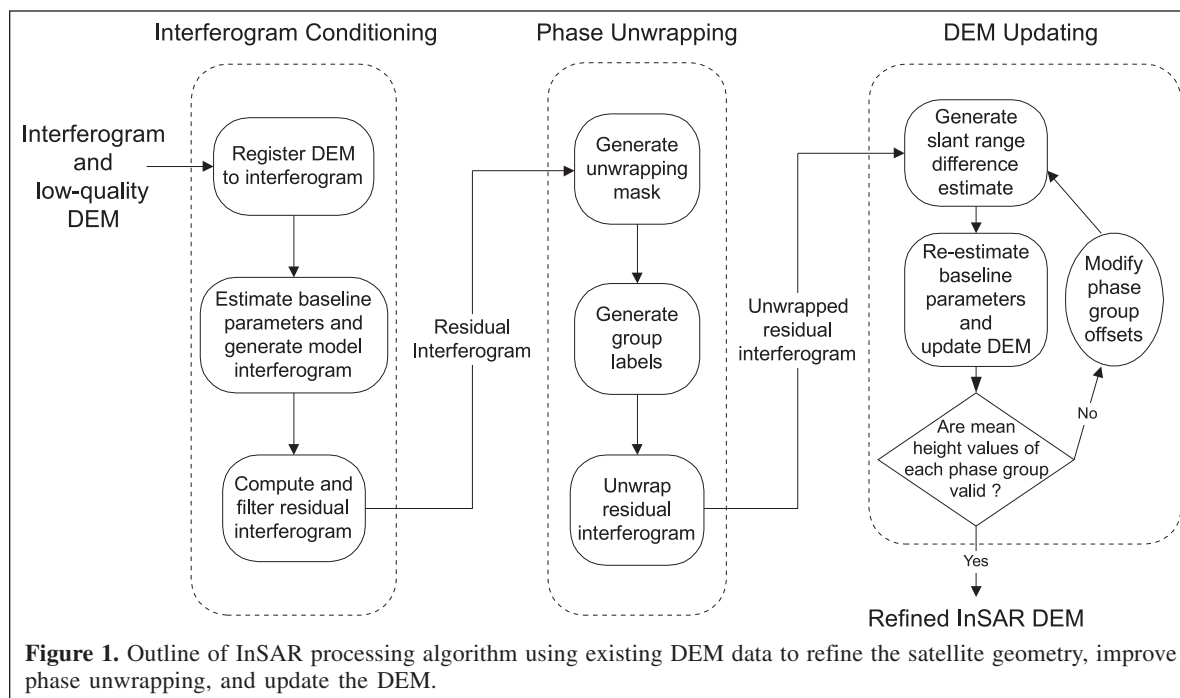 Interferogram Conditioning
Phase Unwrapping
DEM Updating
Interferogram
and
low-quality
DEM
Register DEM
to interferogram
Estimate baseline
parameters and
generate model
interferogram
Compute and
filter residual
interferogram
Residual
Interferogram
Generate
unwrapping
mask
Generate
group
labels
Unwrap
residual
interferogram
Unwrapped
residual
interferogram
Generate
slant range
difference
estimate
Re-estimate
baseline
parameters
and
update DEM
Modify
phase
group
offsets
Are mean
height values of
each phase group
valid ?
No
Yes
Refined InSAR DEM
Figure 1. Outline of InSAR processing algorithm using existing DEM data to refine the satellite geometry, improve
phase unwrapping, and update the DEM.